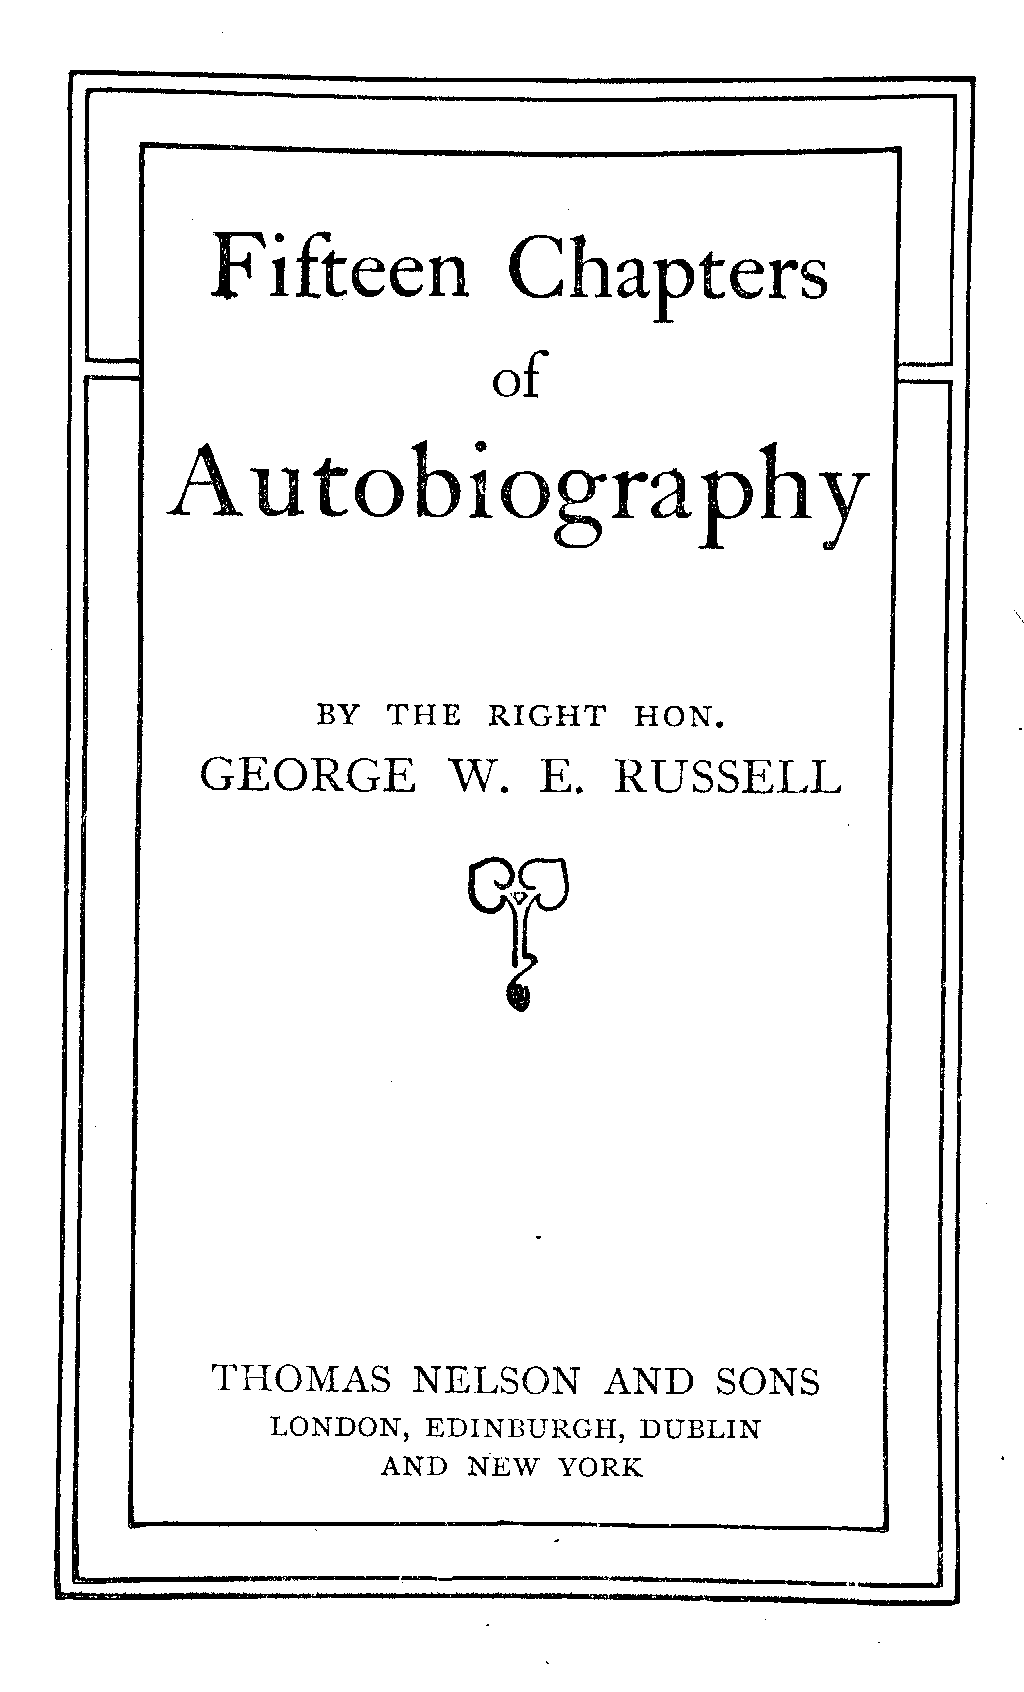 Fifteen Chapters
of
Autobiography
BY THE RIGHT HON.
GEORGE W. E. RUSSELL
THOMAS NELSON AND SONS
LONDON, EDINBURGH, DUBLIN
AND NEW YORK